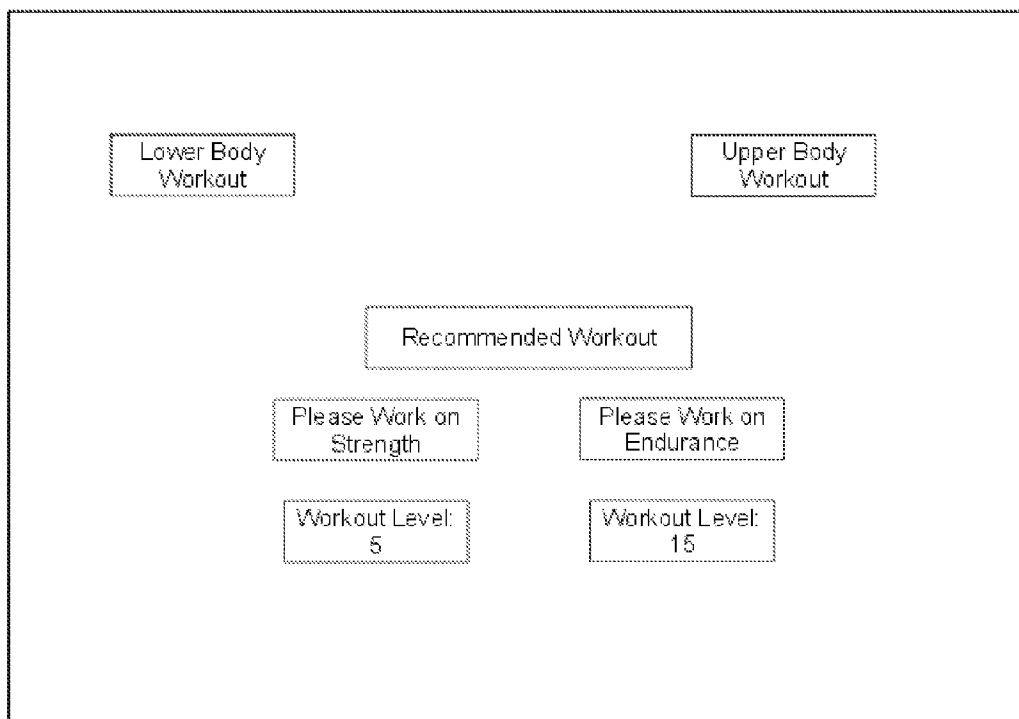 Lower Body
Workout
Upper Body
Workout
Recommended Workout
Please Work on
Strength
Please Work on
Endurance
Workout Level:
5
Workout Level:
15